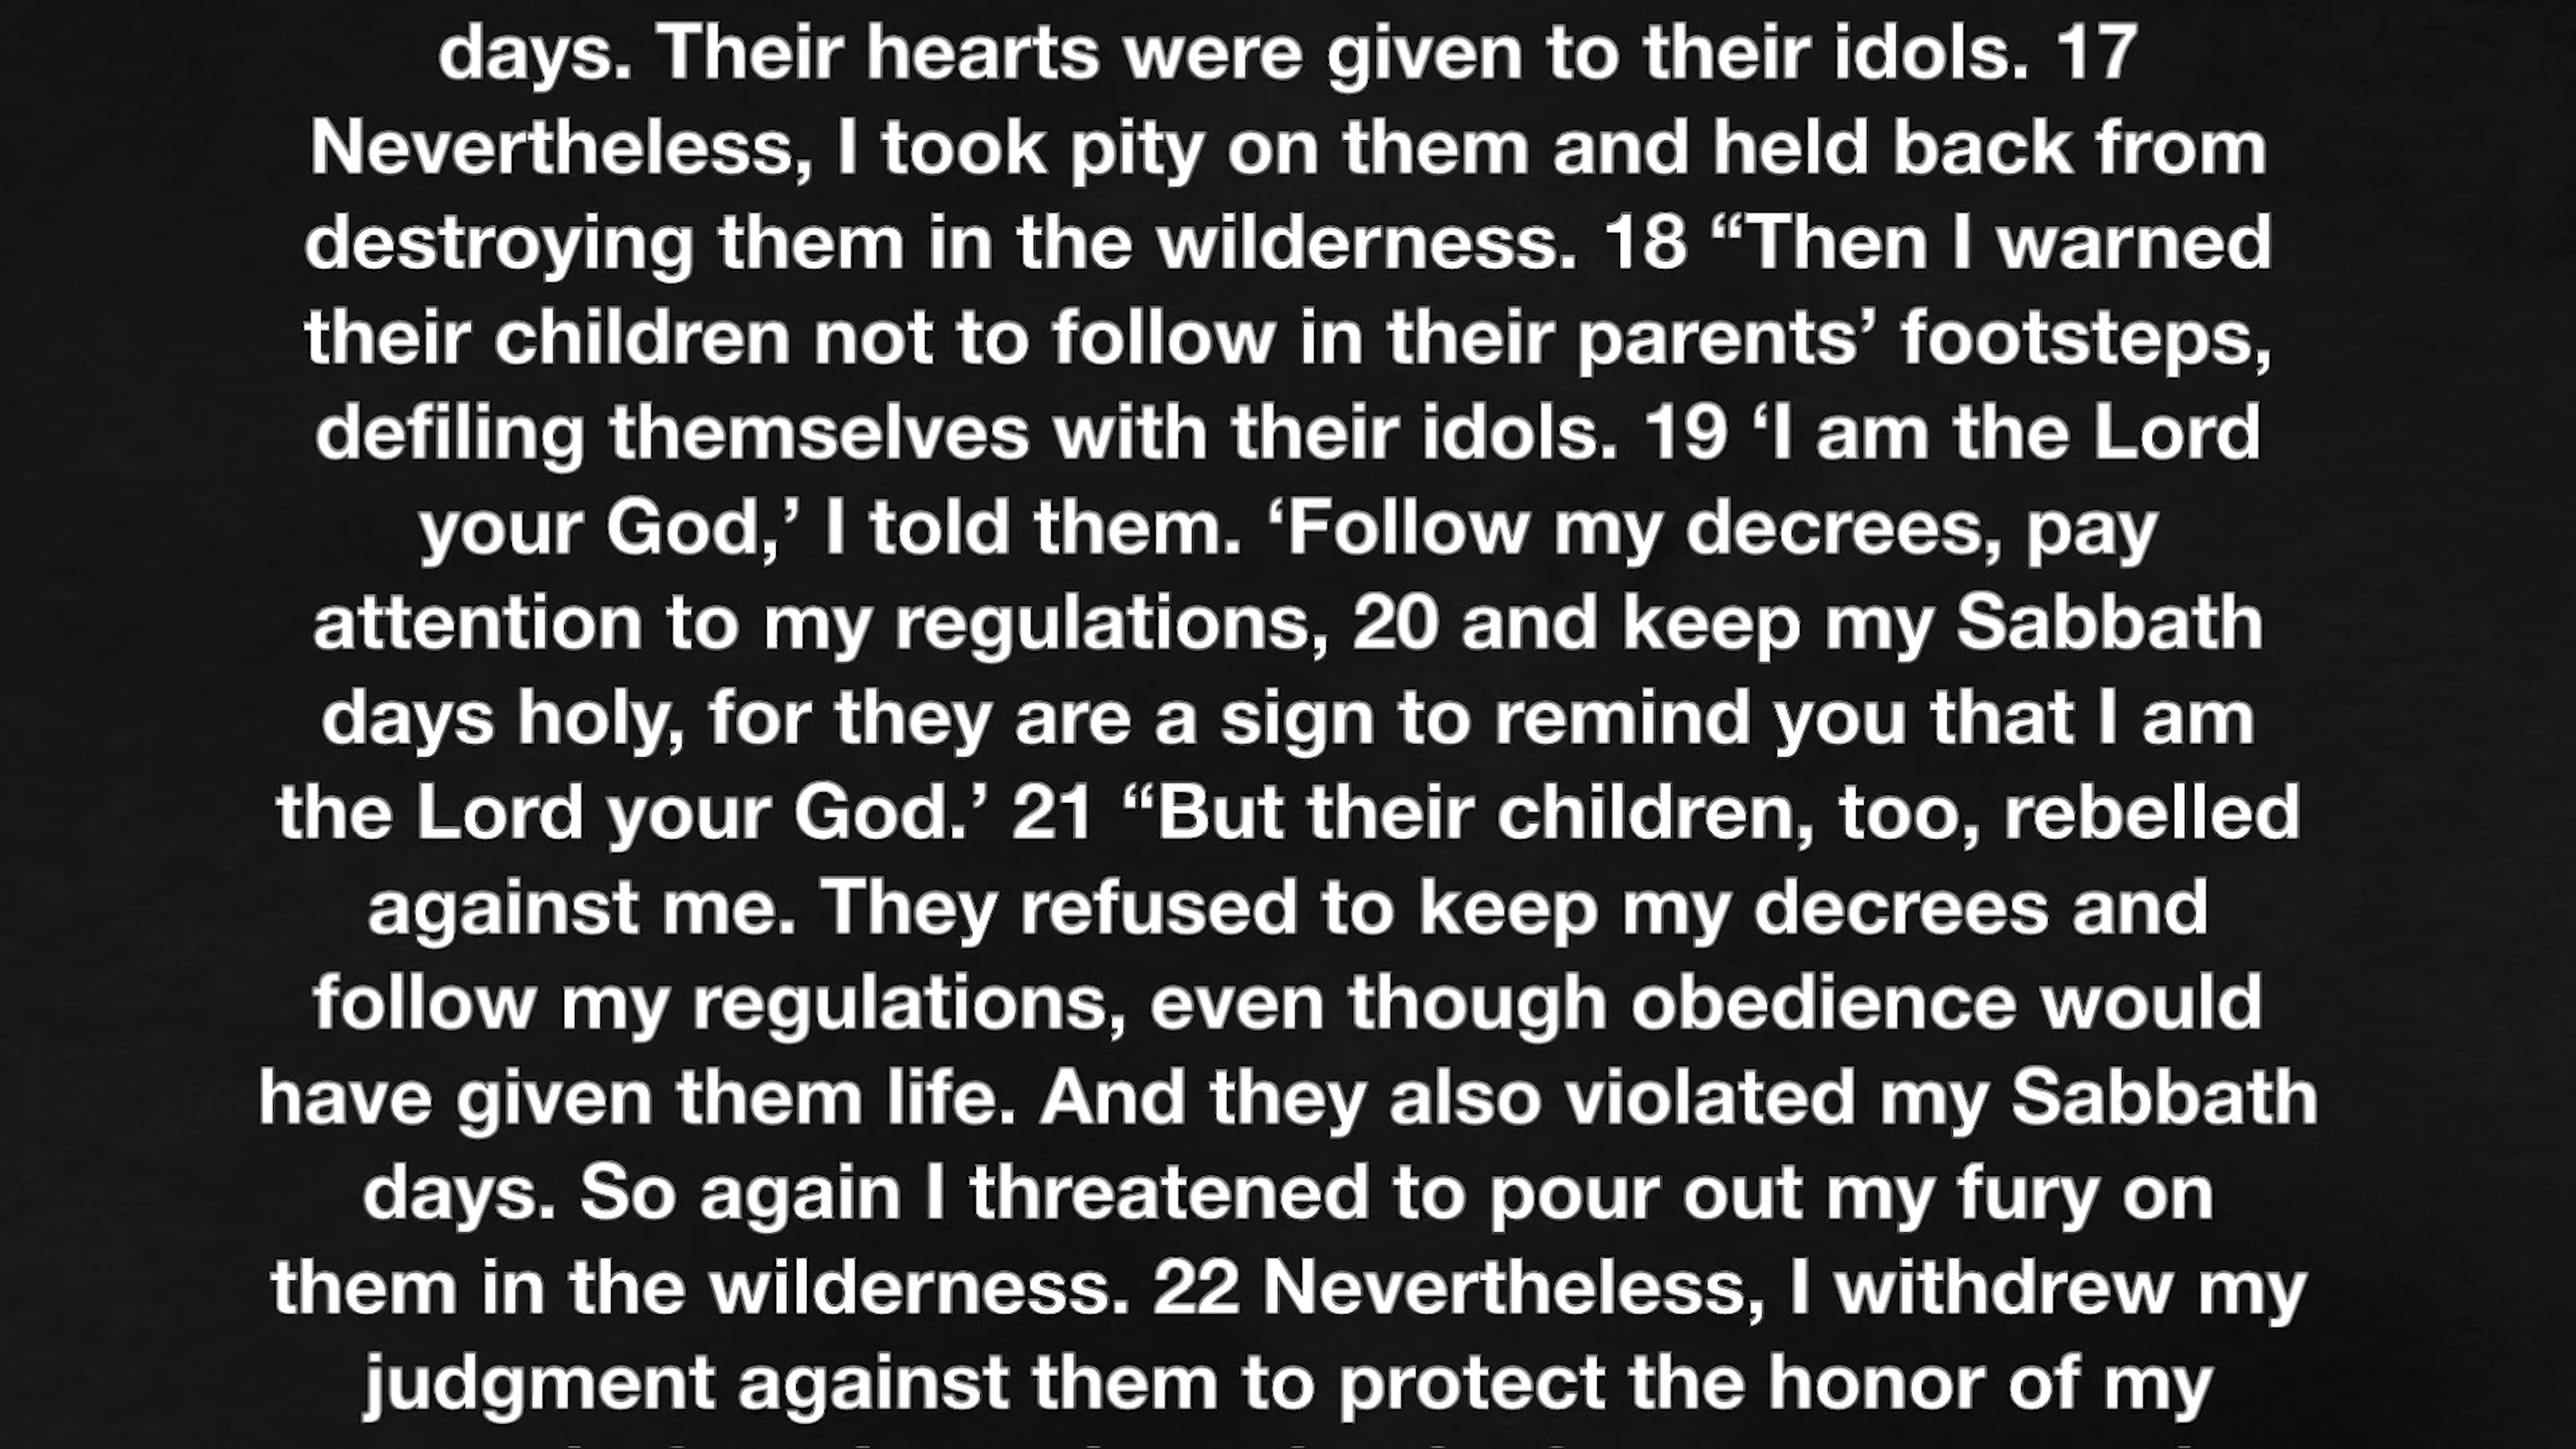 days. Their hearts were given to their idols. 17
Nevertheless, I took pity on them and held back from
destroying them in the wilderness. 18 “Then I warned
their children not to follow in their parents’ footsteps,
defiling themselves with their idols. 19 ‘I am the Lord
your God,’ I told them. ‘Follow my decrees, pay
attention to my regulations, 20 and keep my Sabbath
days holy, for they are a sign to remind you that I am
the Lord your God.’ 21 “But their children, too, rebelled
against me. They refused to keep my decrees and
follow my regulations, even though obedience would
have given them life. And they also violated my Sabbath
days. So again I threatened to pour out my fury on
them in the wilderness. 22 Nevertheless, I withdrew my
judgment against them to protect the honor of my